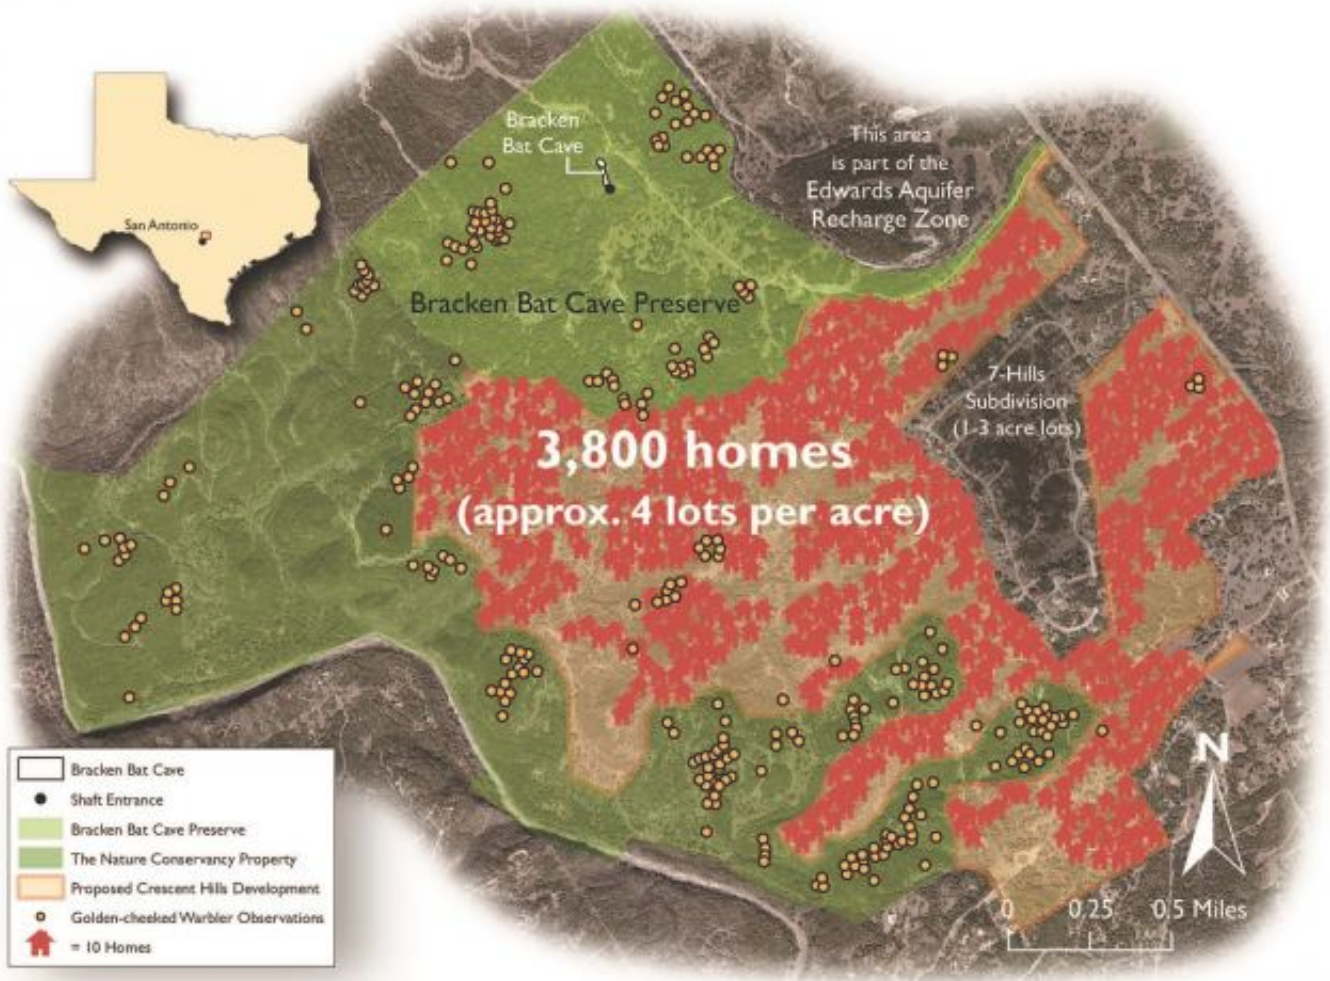 San Antonio
Bracken
Bat Cave
This area
is part of the
Edwards Aquifer
Recharge Zone
Bracken Bat Cave Preserve
7-Hills
Subdivision
(1-3 acre lots)
3,800 homes
(approx. 4 lots per acre)
Bracken Bat Cave
Shaft Entrance
Bracken Bat Cave Preserve
The Nature Conservancy Property
Proposed Crescent Hills Development
Golden-cheeked Warbler Observations
= 10 Homes
N
0 0.25 0.5 Miles